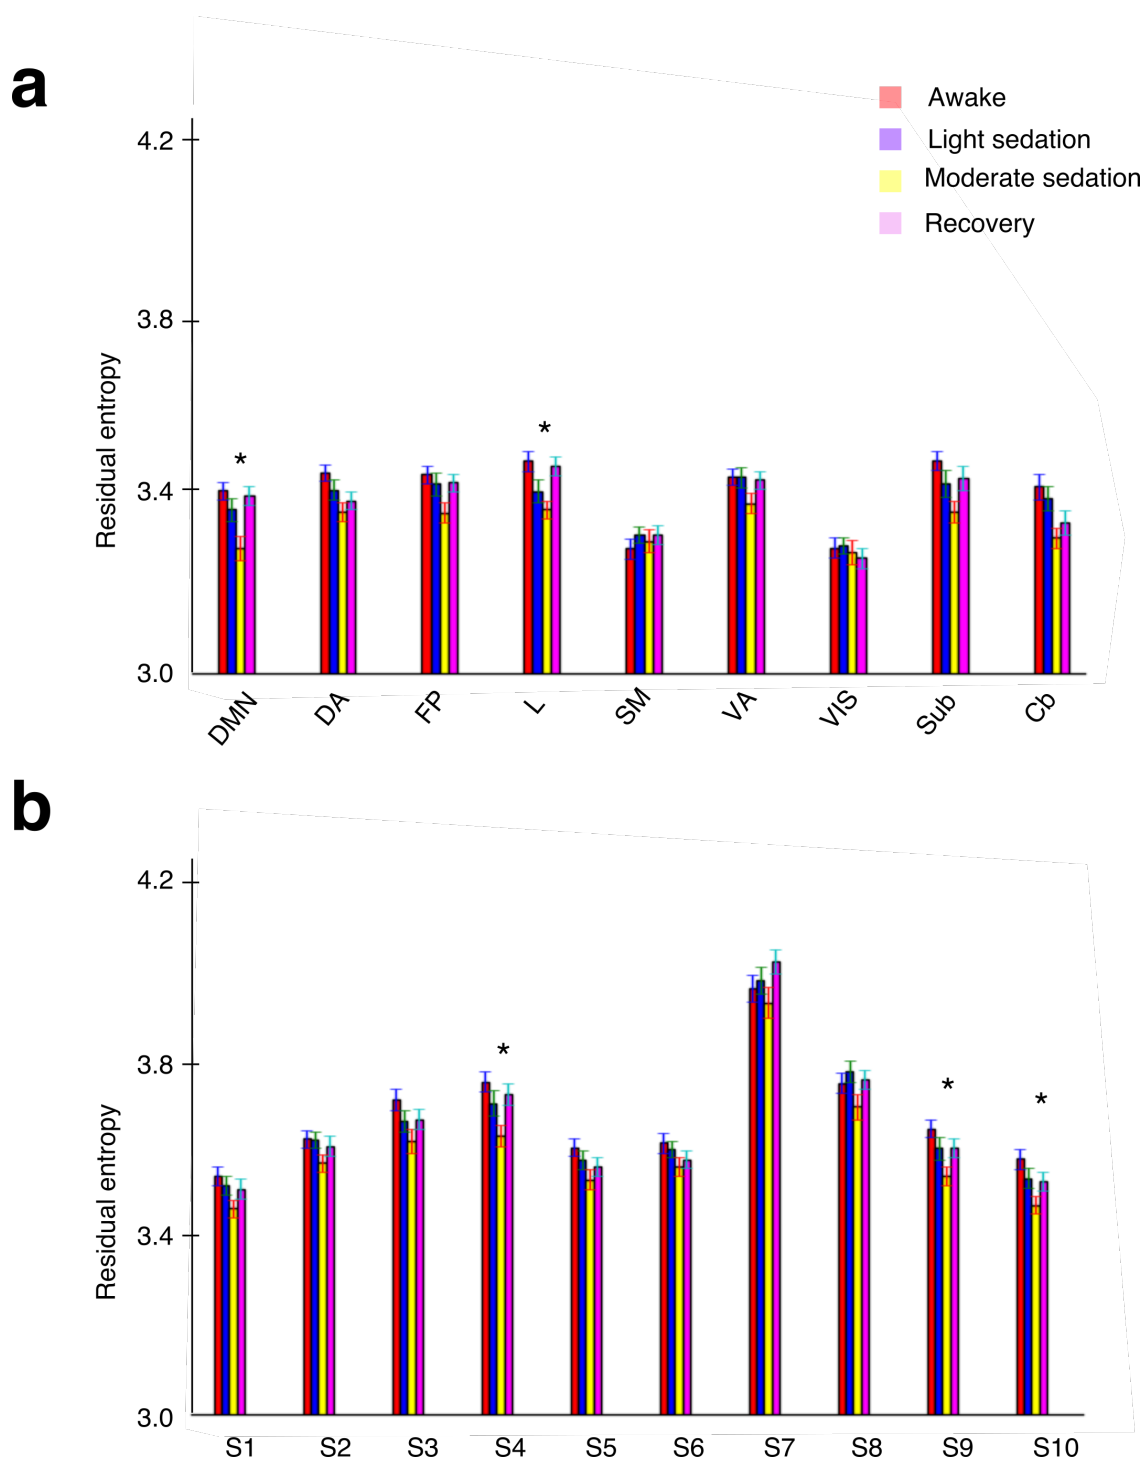 a
Awake
Light sedation
Moderate sedation
Recovery
4.2
3.8
3.4
3.0
Residual entropy
*
*
DMN
DA
FP
L
SM
VA
VIS
Sub
Cb
b
4.2
3.8
3.4
3.0
Residual entropy
*
*
*
S1
S2
S3
S4
S5
S6
S7
S8
S9
S10